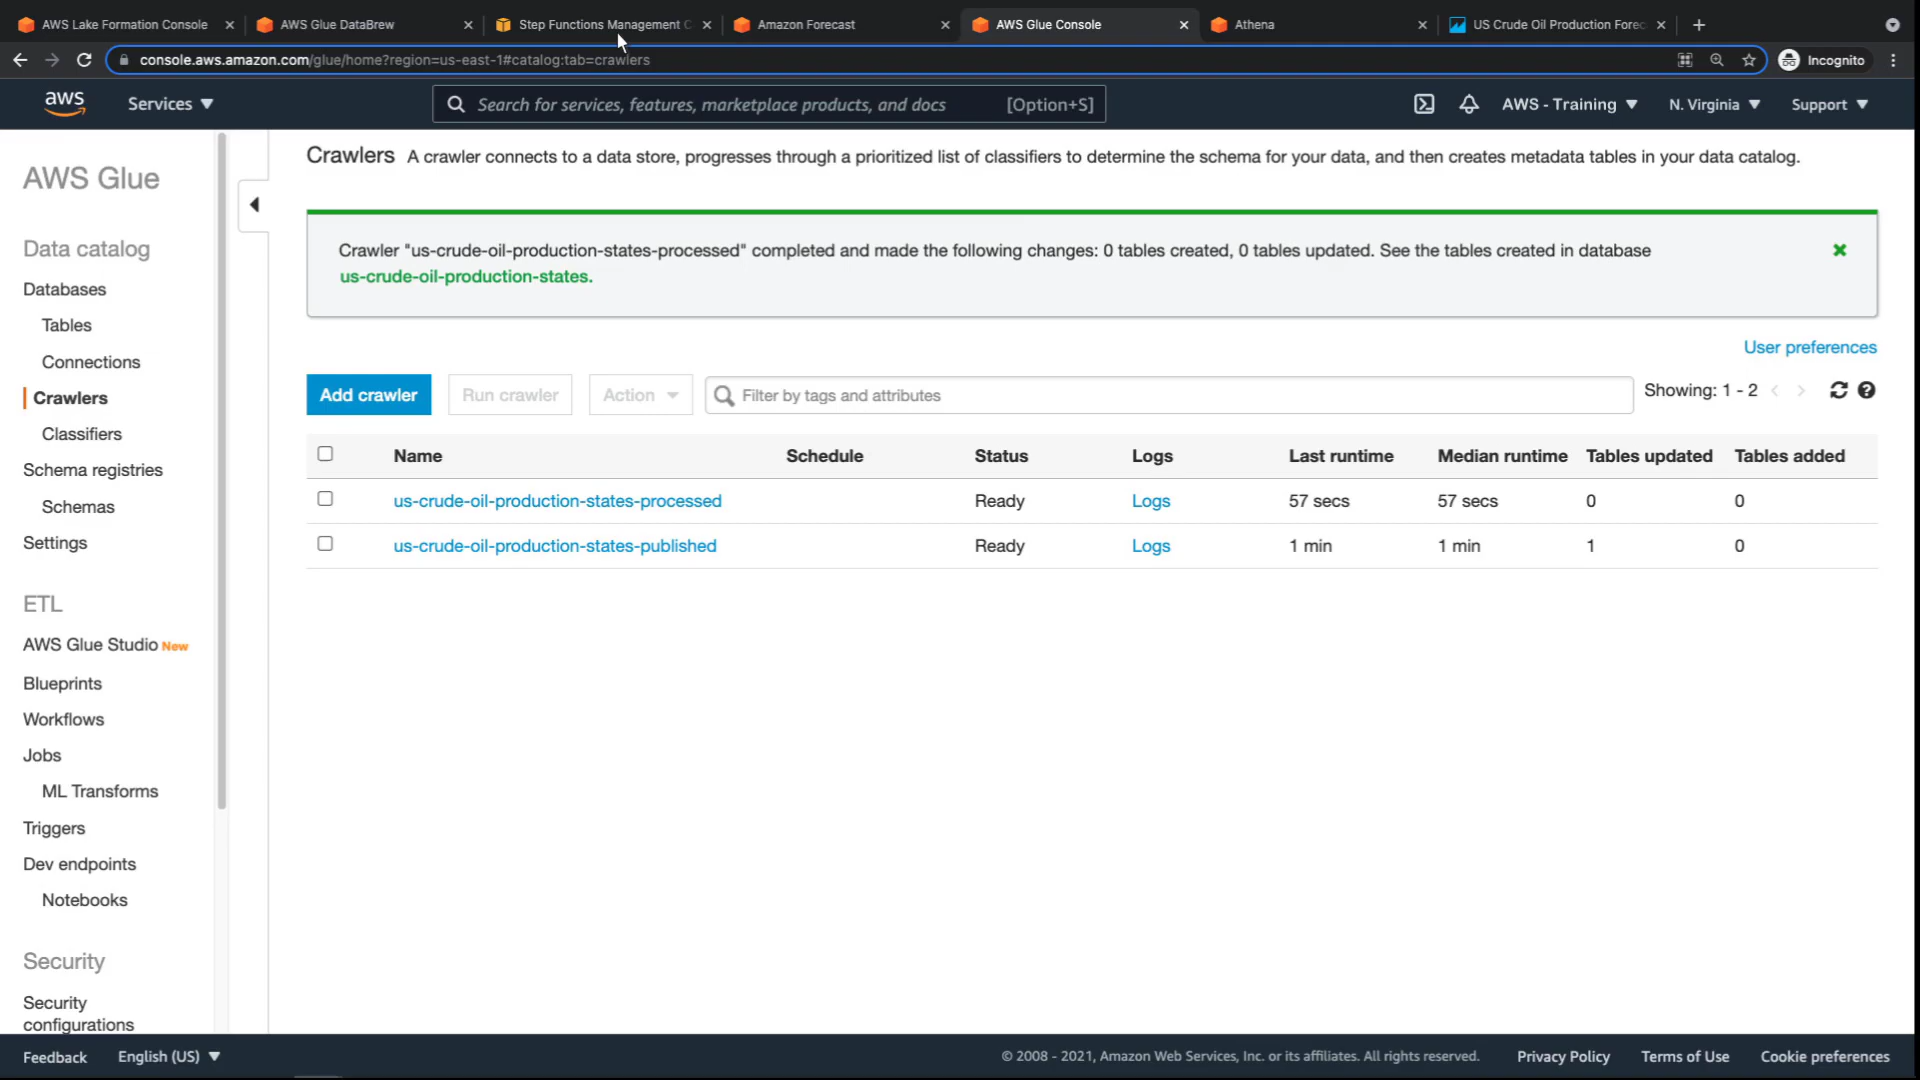 AWS Lake Formation Console
AWS Glue DataBrew
Step Functions Management C
Amazon Forecast
AWS Glue Console
Athena
US Crude Oil Production Forec
console.aws.amazon.com/glue/home?region=us-east-1#catalog:tab=crawlers
Incognito
aws
Services
Search for services, features, marketplace products, and docs
[Option+S]
AWS - Training
N. Virginia
Support
AWS Glue
Data catalog
Databases
Tables
Connections
Crawlers
Classifiers
Schema registries
Schemas
Settings
ETL
AWS Glue Studio New
Blueprints
Workflows
Jobs
ML Transforms
Triggers
Dev endpoints
Notebooks
Security
Security
configurations
Crawlers A crawler connects to a data store, progresses through a prioritized list of classifiers to determine the schema for your data, and then creates metadata tables in your data catalog.
Crawler "us-crude-oil-production-states-processed" completed and made the following changes: 0 tables created, 0 tables updated. See the tables created in database
us-crude-oil-production-states.
User preferences
Add crawler
Run crawler
Action
Filter by tags and attributes
Showing: 1 - 2
Name Schedule Status Logs Last runtime Median runtime Tables updated Tables added
us-crude-oil-production-states-processed Ready Logs 57 secs 57 secs 0 0
us-crude-oil-production-states-published Ready Logs 1 min 1 min 1 0
Feedback
English (US)
© 2008 - 2021, Amazon Web Services, Inc. or its affiliates. All rights reserved.
Privacy Policy
Terms of Use
Cookie preferences